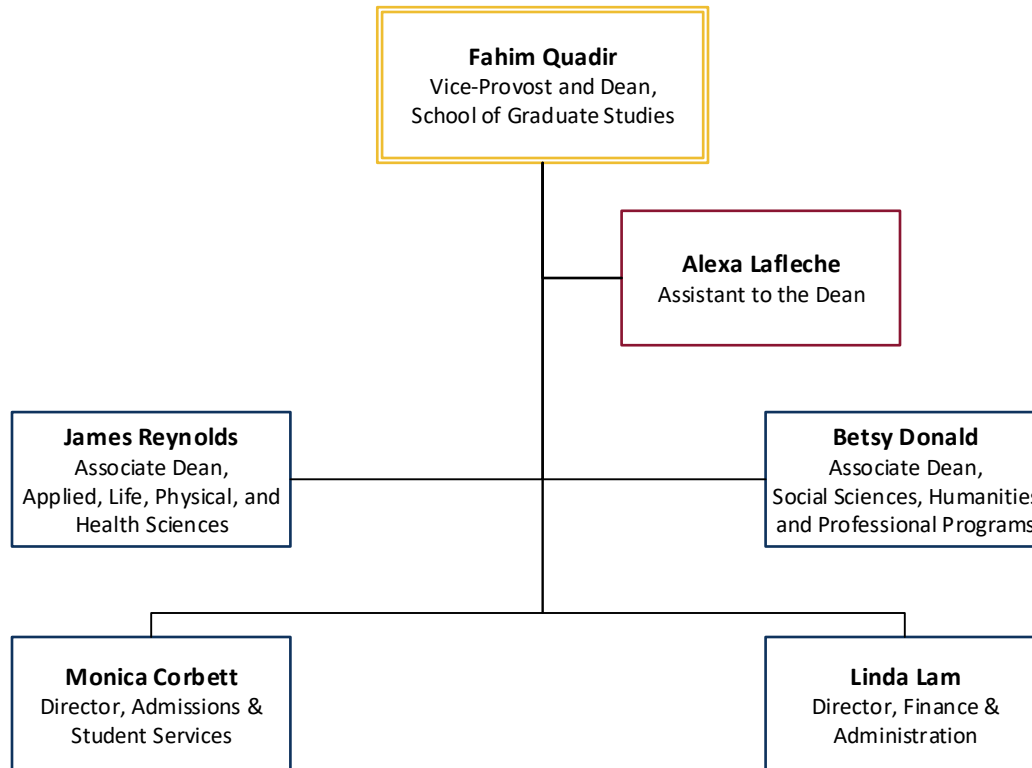 Fahim Quadir
Vice-Provost and Dean,
School of Graduate Studies
Alexa Lafleche
Assistant to the Dean
James Reynolds
Associate Dean,
Applied, Life, Physical, and
Health Sciences
Betsy Donald
Associate Dean,
Social Sciences, Humanities
and Professional Programs
Monica Corbett
Director, Admissions &
Student Services
Linda Lam
Director, Finance &
Administration